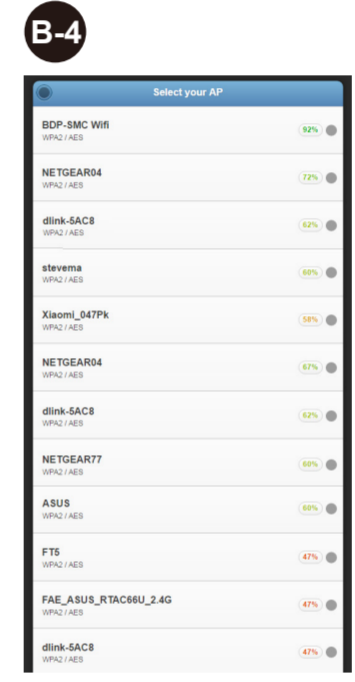 B-4
Select your AP
BDP-SMC Wifi
WPA2 / AES
92%
NETGEAR04
WPA2 / AES
72%
dlink-5AC8
WPA2 / AES
62%
stevema
WPA2 / AES
60%
Xiaomi_047Pk
WPA2 / AES
58%
NETGEAR04
WPA2 / AES
67%
dlink-5AC8
WPA2 / AES
62%
NETGEAR77
WPA2 / AES
60%
ASUS
WPA2 / AES
60%
FT5
WPA2 / AES
47%
FAE_ASUS_RTAC66U_2.4G
WPA2 / AES
47%
dlink-5AC8
WPA2 / AES
47%